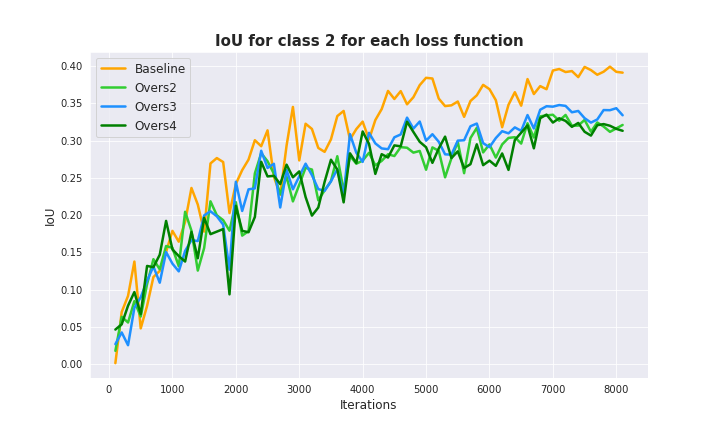 IoU for class 2 for each loss function
Baseline
Overs2
Overs3
Overs4
IoU
0.40
0.35
0.30
0.25
0.20
0.15
0.10
0.05
0.00
0 1000 2000 3000 4000 5000 6000 7000 8000
Iterations